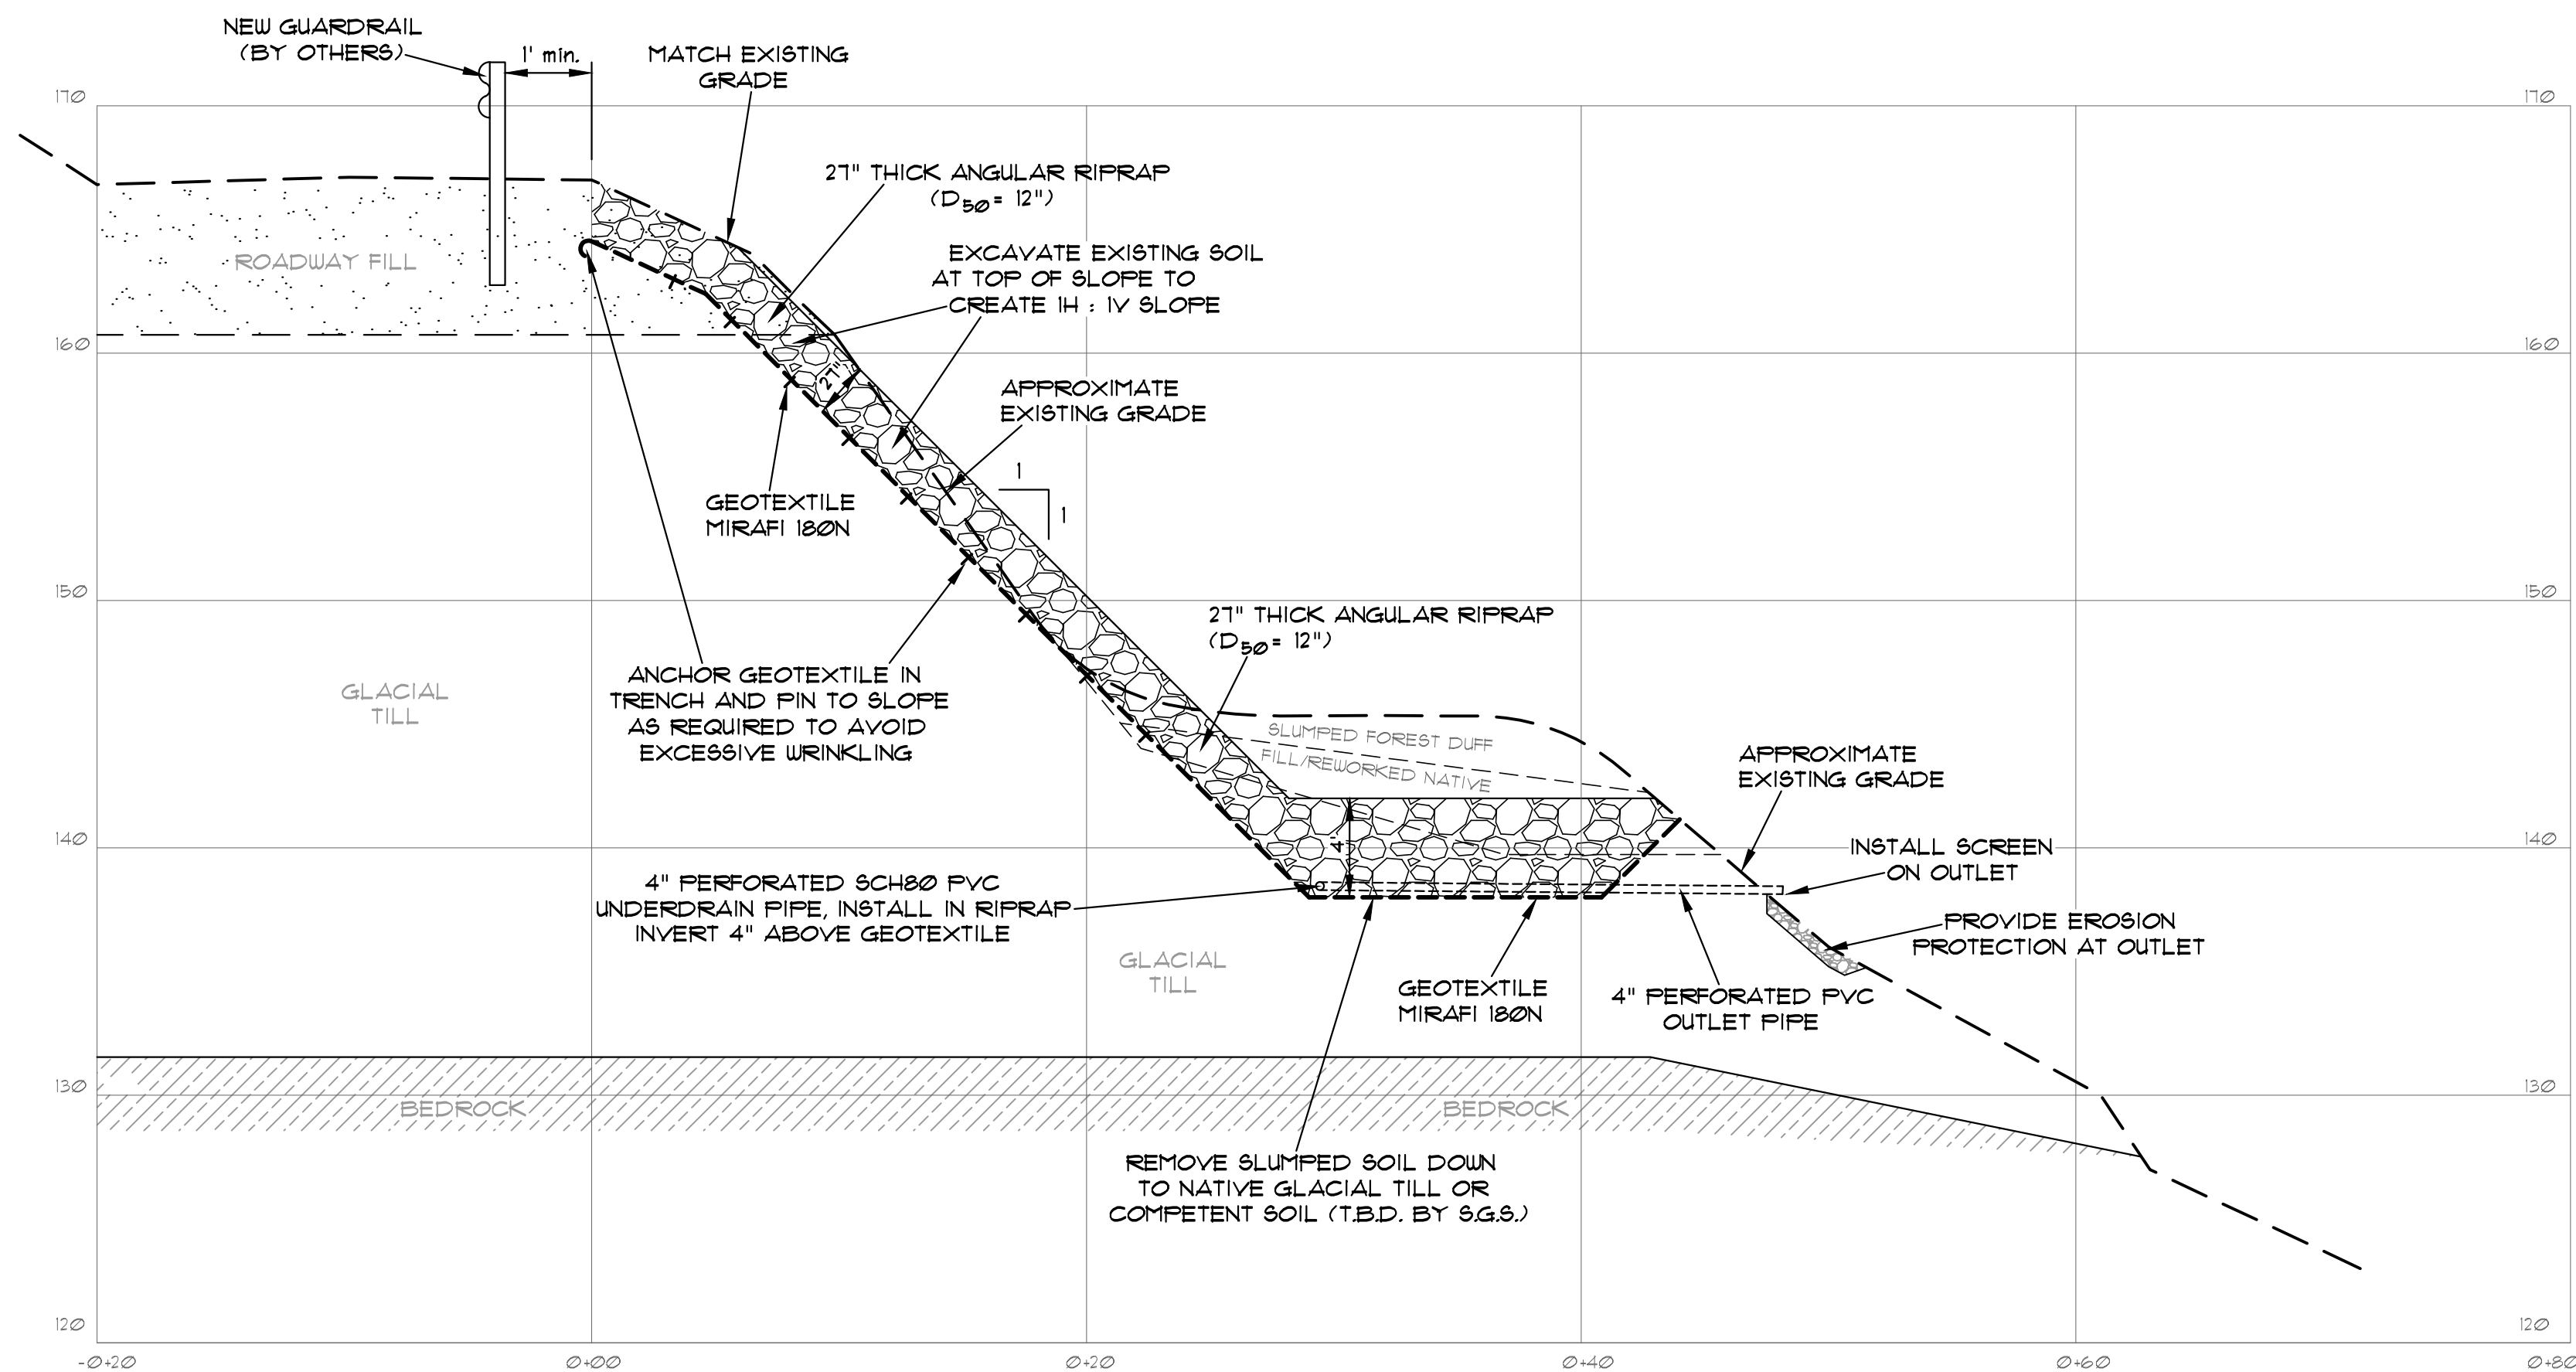 NEW GUARDRAIL
(BY OTHERS)
1' min.
MATCH EXISTING
GRADE
170
170
27" THICK ANGULAR RIPRAP
(D50= 12")
EXCAVATE EXISTING SOIL
AT TOP OF SLOPE TO
CREATE 1H : 1V SLOPE
ROADWAY FILL
160
160
27"
APPROXIMATE
EXISTING GRADE
1
1
GEOTEXTILE
MIRAFI 180N
150
150
27" THICK ANGULAR RIPRAP
(D50= 12")
ANCHOR GEOTEXTILE IN
TRENCH AND PIN TO SLOPE
AS REQUIRED TO AVOID
EXCESSIVE WRINKLING
GLACIAL
TILL
SLUMPED FOREST DUFF
FILL/REWORKED NATIVE
APPROXIMATE
EXISTING GRADE
140
140
4'
INSTALL SCREEN
ON OUTLET
4" PERFORATED SCH80 PVC
UNDERDRAIN PIPE, INSTALL IN RIPRAP
INVERT 4" ABOVE GEOTEXTILE
PROVIDE EROSION
PROTECTION AT OUTLET
GLACIAL
TILL
GEOTEXTILE
MIRAFI 180N
4" PERFORATED PVC
OUTLET PIPE
130
130
BEDROCK
BEDROCK
REMOVE SLUMPED SOIL DOWN
TO NATIVE GLACIAL TILL OR
COMPETENT SOIL (T.B.D. BY S.G.S.)
120
120
-0+20
0+00
0+20
0+40
0+60
0+80